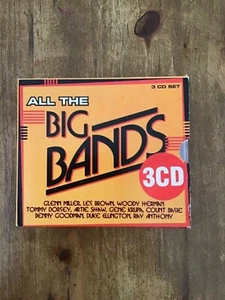 3 CD SET
ALL THE
BIG
BANDS
3CD
GLENN MILLER, LES BROWN, WOODY HERMAN
TOMMY DORSEY, ARTIE SHAW, GENE KRUPA, COUNT BASIE
BENNY GOODMAN, DUKE ELLINGTON, RAY ANTHONY